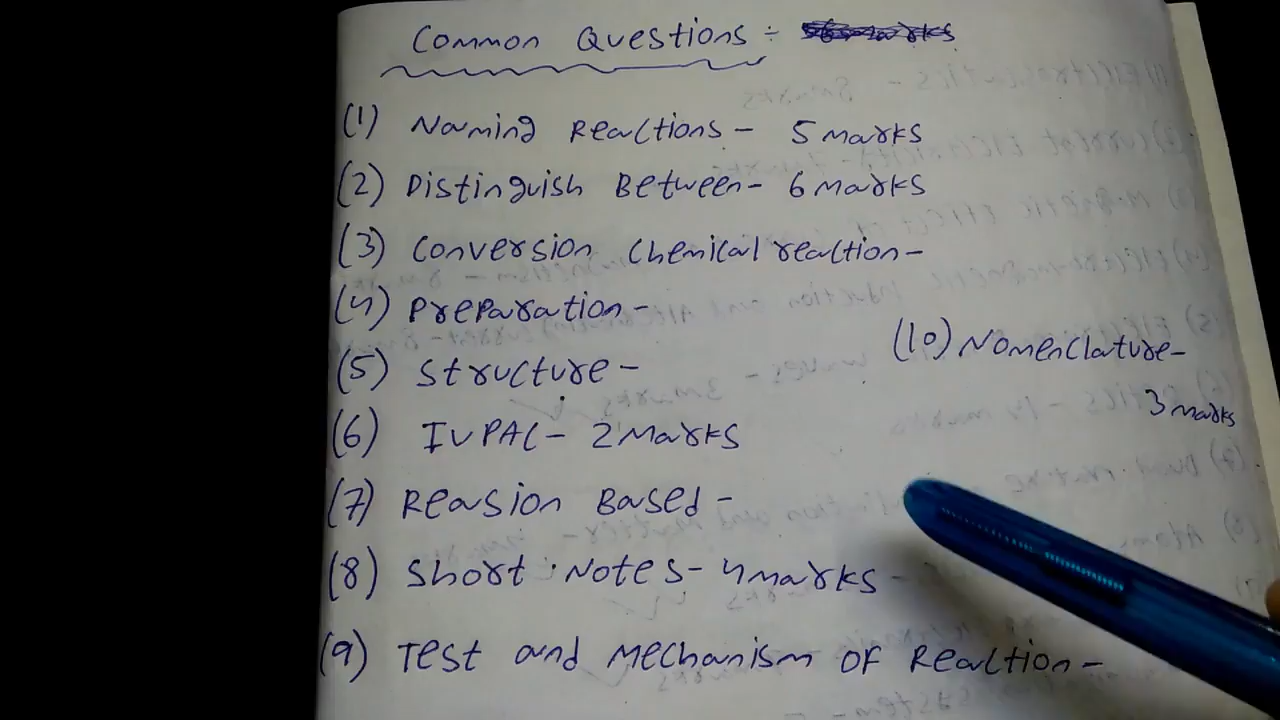 Common Questions ÷
(1) Naming Reactions - 5 marks
(2) Distinguish Between - 6 marks
(3) Conversion Chemical reaction -
(4) Preparation -
(5) Structure -
(6) IUPAC - 2 Marks
(7) Reasion Based -
(8) Short Notes - 4 marks -
(9) Test and Mechanism OF Reaction -
(10) Nomenclature -
3 marks